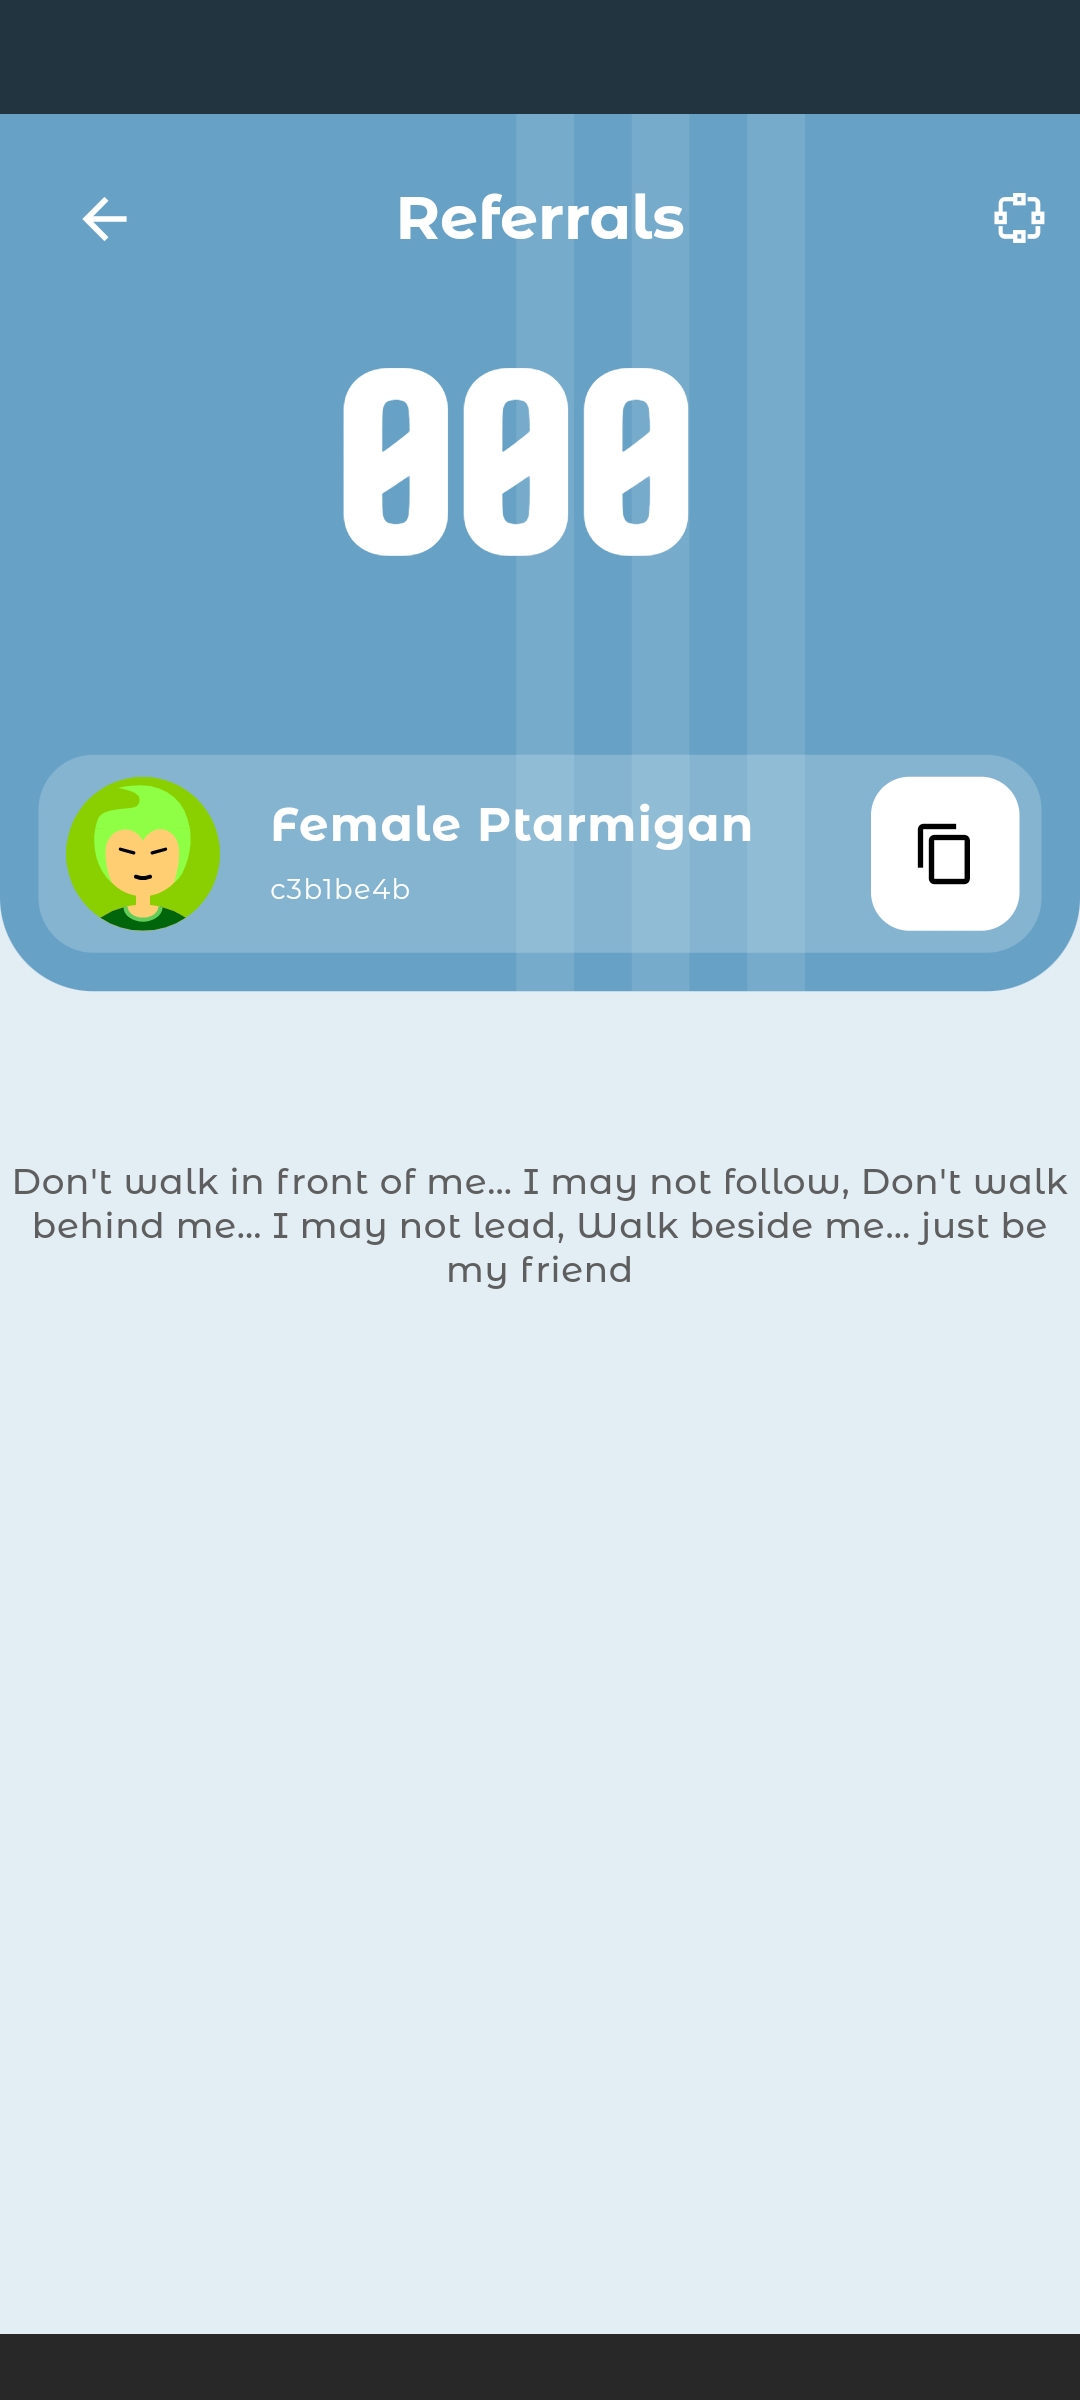 Referrals
000
Female Ptarmigan
c3b1be4b
Don't walk in front of me... I may not follow, Don't walk
behind me... I may not lead, Walk beside me... just be
my friend